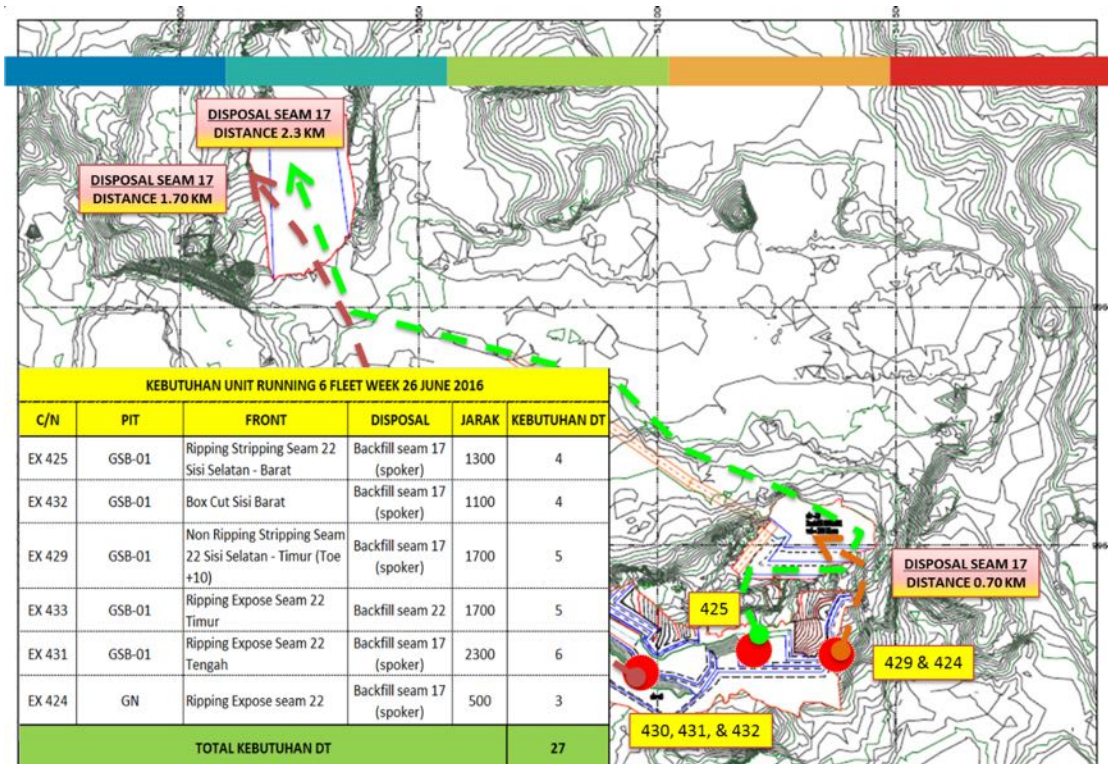 DISPOSAL SEAM 17
DISTANCE 2.3 KM
DISPOSAL SEAM 17
DISTANCE 1.70 KM
KEBUTUHAN UNIT RUNNING 6 FLEET WEEK 26 JUNE 2016
C/N PIT FRONT DISPOSAL JARAK KEBUTUHAN DT
EX 425 GSB-01 Ripping Stripping Seam 22 Sisi Selatan - Barat Backfill seam 17 (spoker) 1300 4
EX 432 GSB-01 Box Cut Sisi Barat Backfill seam 17 (spoker) 1100 4
EX 429 GSB-01 Non Ripping Stripping Seam 22 Sisi Selatan - Timur (Toe +10) Backfill seam 17 (spoker) 1700 5
EX 433 GSB-01 Ripping Expose Seam 22 Timur Backfill seam 22 1700 5
EX 431 GSB-01 Ripping Expose Seam 22 Tengah Backfill seam 17 (spoker) 2300 6
EX 424 GN Ripping Expose seam 22 Backfill seam 17 (spoker) 500 3
TOTAL KEBUTUHAN DT 27
DISPOSAL SEAM 17
DISTANCE 0.70 KM
425
429 & 424
430, 431, & 432